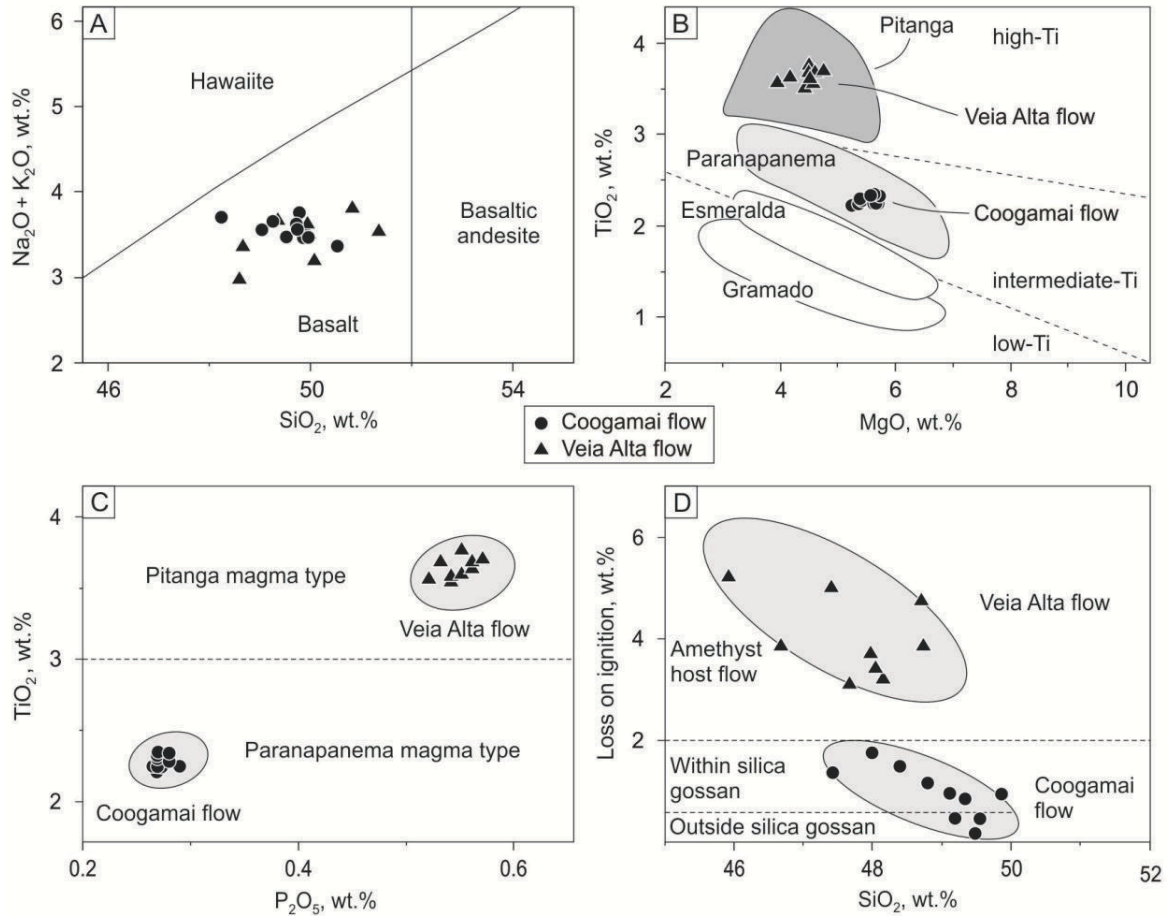 A
Hawaiite
Basaltic
andesite
Basalt
Na₂O + K₂O, wt.%
6
5
4
3
2
46
50
54
SiO₂, wt.%
B
Pitanga
high-Ti
Veia Alta flow
Paranapanema
Esmeralda
Coogamai flow
Gramado
intermediate-Ti
low-Ti
TiO₂, wt.%
4
3
2
1
2
4
6
8
10
MgO, wt.%
Coogamai flow
Veia Alta flow
C
Pitanga magma type
Veia Alta flow
Paranapanema magma type
Coogamai flow
TiO₂, wt.%
4
3
2
0.2
0.4
0.6
P₂O₅, wt.%
D
Veia Alta flow
Amethyst
host flow
Within silica
gossan
Coogamai
flow
Outside silica gossan
Loss on ignition, wt.%
6
4
2
0
46
48
50
52
SiO₂, wt.%